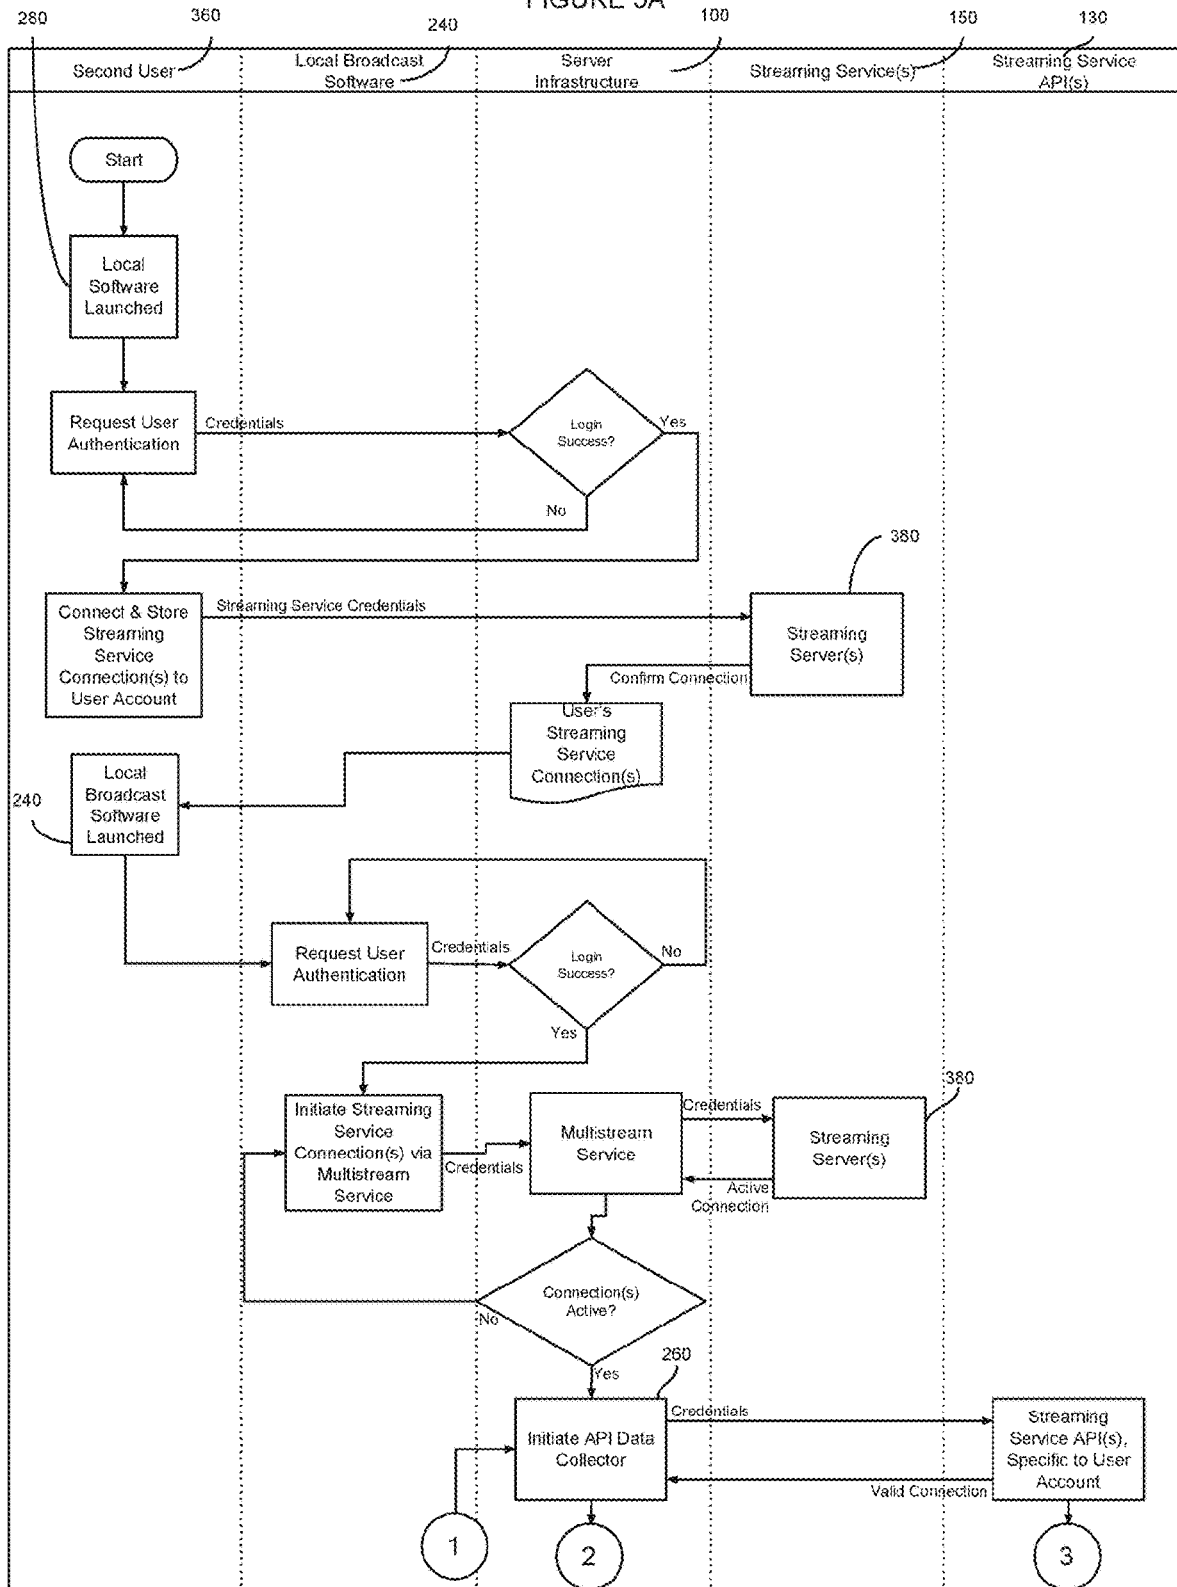 FIGURE 5A
280
360
240
100
150
130
Second User
Local Broadcast
Software
Server
Infrastructure
Streaming Service(s)
Streaming Service
API(s)
Start
Local
Software
Launched
Request User
Authentication
Credentials
Login
Success?
Yes
No
380
Connect & Store
Streaming
Service
Connection(s) to
User Account
Streaming Service Credentials
Streaming
Server(s)
Confirm Connection
User's
Streaming
Service
Connection(s)
Local
Broadcast
Software
Launched
240
Request User
Authentication
Credentials
Login
Success?
No
Yes
380
Initiate Streaming
Service
Connection(s) via
Multistream
Service
Credentials
Multistream
Service
Credentials
Streaming
Server(s)
Active
Connection
Connection(s)
Active?
No
Yes
260
Initiate API Data
Collector
Credentials
Streaming
Service API(s),
Specific to User
Account
Valid Connection
1
2
3